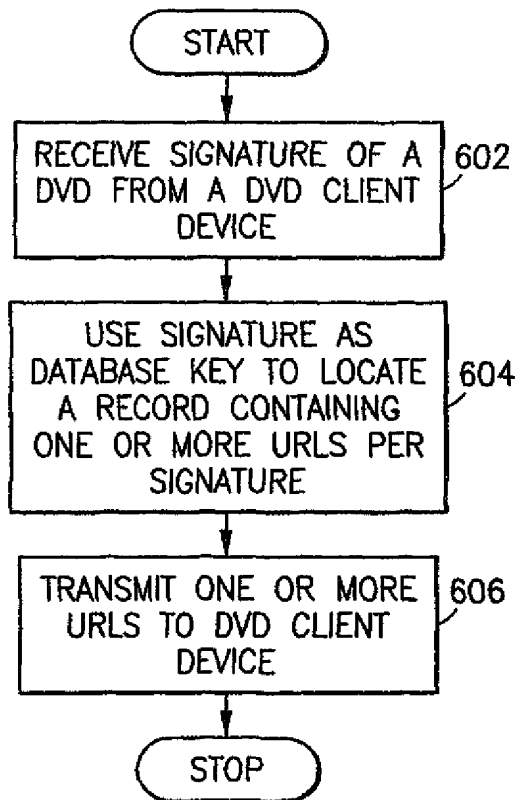 START
RECEIVE SIGNATURE OF A
DVD FROM A DVD CLIENT
DEVICE
602
USE SIGNATURE AS
DATABASE KEY TO LOCATE
A RECORD CONTAINING
ONE OR MORE URLS PER
SIGNATURE
604
TRANSMIT ONE OR MORE
URLS TO DVD CLIENT
DEVICE
606
STOP